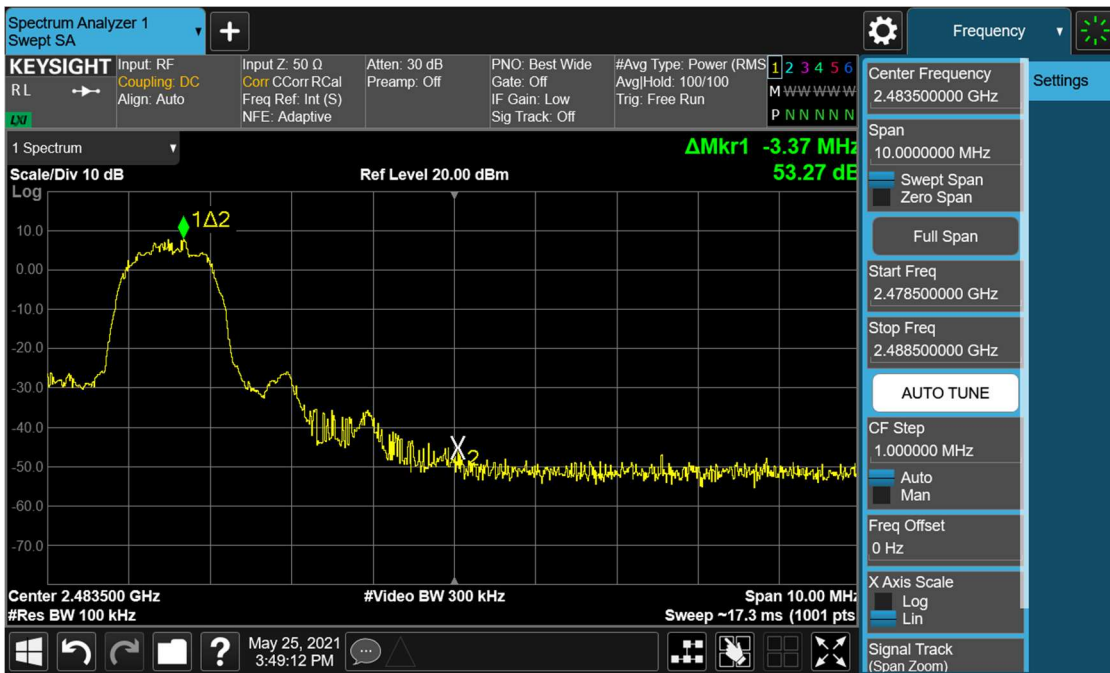 Spectrum Analyzer 1
Swept SA
+
Frequency
KEYSIGHT
RL
LXI
Input: RF
Coupling: DC
Align: Auto
Input Z: 50 Ω
Corr CCorr RCal
Freq Ref: Int (S)
NFE: Adaptive
Atten: 30 dB
Preamp: Off
PNO: Best Wide
Gate: Off
IF Gain: Low
Sig Track: Off
#Avg Type: Power (RMS
Avg|Hold: 100/100
Trig: Free Run
1 2 3 4 5 6
M W W W W W
P N N N N N
1 Spectrum
Scale/Div 10 dB
Ref Level 20.00 dBm
ΔMkr1 -3.37 MHz
53.27 dB
Log
10.0
0.00
-10.0
-20.0
-30.0
-40.0
-50.0
-60.0
-70.0
1Δ2
X2
Center 2.483500 GHz
#Res BW 100 kHz
#Video BW 300 kHz
Span 10.00 MHz
Sweep ~17.3 ms (1001 pts
?
May 25, 2021
3:49:12 PM
Settings
Center Frequency
2.483500000 GHz
Span
10.0000000 MHz
Swept Span
Zero Span
Full Span
Start Freq
2.478500000 GHz
Stop Freq
2.488500000 GHz
AUTO TUNE
CF Step
1.000000 MHz
Auto
Man
Freq Offset
0 Hz
X Axis Scale
Log
Lin
Signal Track
(Span Zoom)